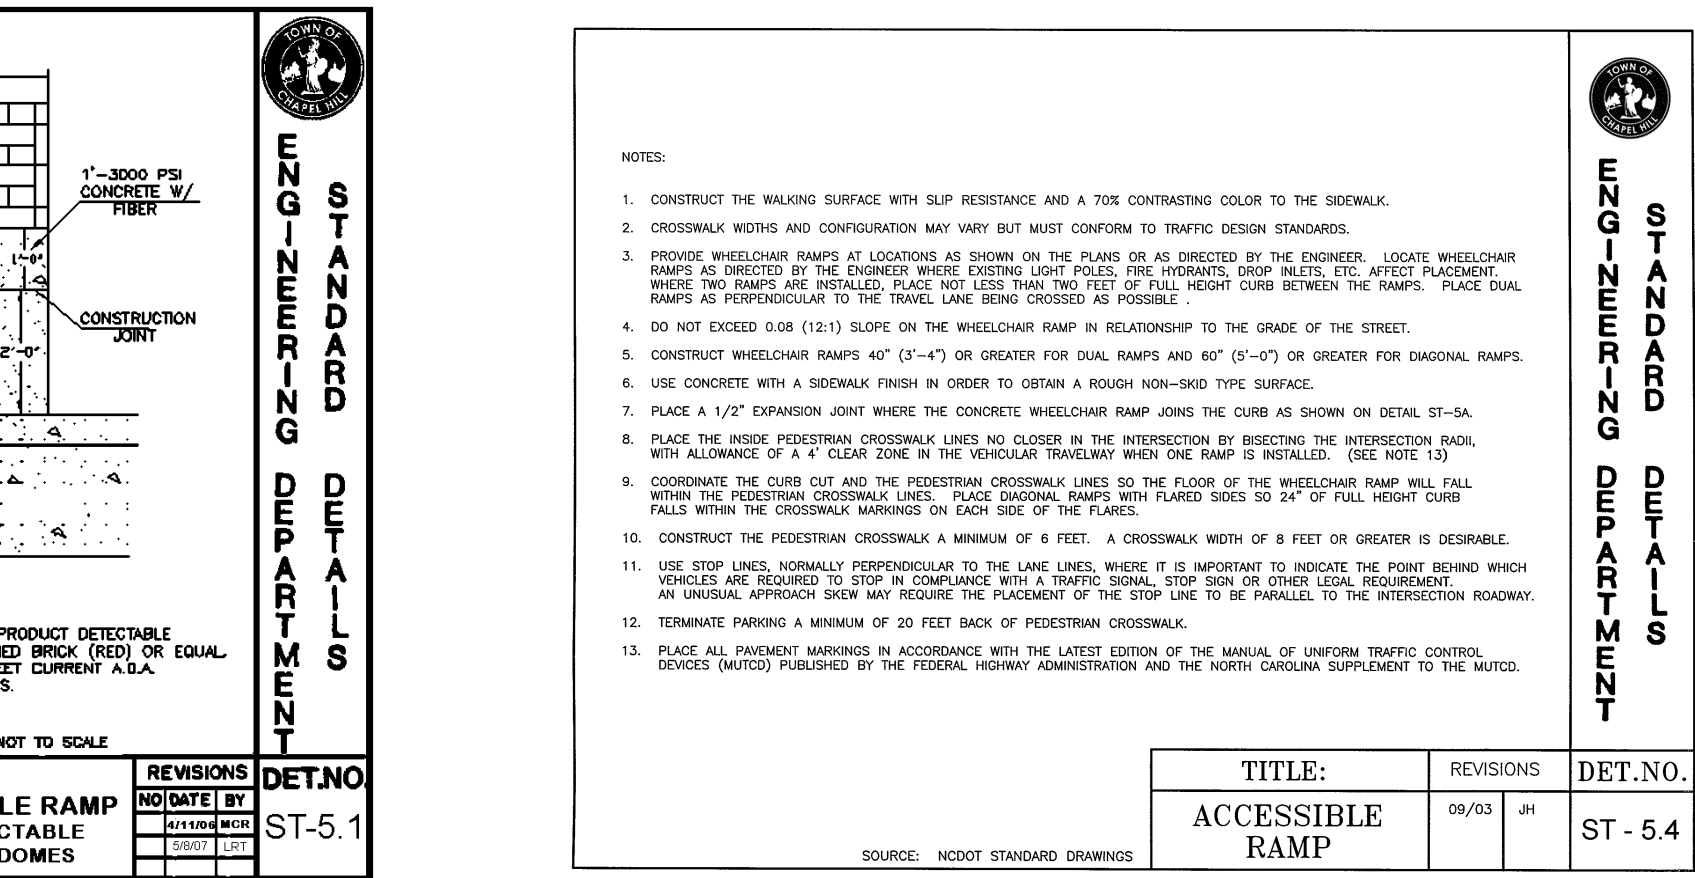 TOWN OF
CHAPEL HILL
1'-3000 PSI
CONCRETE W/
FIBER
1'-0"
CONSTRUCTION
JOINT
2'-0"
PRODUCT DETECTABLE
BRICK (RED) OR EQUAL
CURRENT A.D.A.
NOT TO SCALE
RAMP
DOMES
REVISIONS
NO DATE BY
4/11/06 MCR
5/8/07 LRT
ENGINEERING DEPARTMENT
STANDARD DETAILS
DET.NO.
ST-5.1
NOTES:
1. CONSTRUCT THE WALKING SURFACE WITH SLIP RESISTANCE AND A 70% CONTRASTING COLOR TO THE SIDEWALK.
2. CROSSWALK WIDTHS AND CONFIGURATION MAY VARY BUT MUST CONFORM TO TRAFFIC DESIGN STANDARDS.
3. PROVIDE WHEELCHAIR RAMPS AT LOCATIONS AS SHOWN ON THE PLANS OR AS DIRECTED BY THE ENGINEER. LOCATE WHEELCHAIR
RAMPS AS DIRECTED BY THE ENGINEER WHERE EXISTING LIGHT POLES, FIRE HYDRANTS, DROP INLETS, ETC. AFFECT PLACEMENT.
WHERE TWO RAMPS ARE INSTALLED, PLACE NOT LESS THAN TWO FEET OF FULL HEIGHT CURB BETWEEN THE RAMPS. PLACE DUAL
RAMPS AS PERPENDICULAR TO THE TRAVEL LANE BEING CROSSED AS POSSIBLE .
4. DO NOT EXCEED 0.08 (12:1) SLOPE ON THE WHEELCHAIR RAMP IN RELATIONSHIP TO THE GRADE OF THE STREET.
5. CONSTRUCT WHEELCHAIR RAMPS 40" (3'-4") OR GREATER FOR DUAL RAMPS AND 60" (5'-0") OR GREATER FOR DIAGONAL RAMPS.
6. USE CONCRETE WITH A SIDEWALK FINISH IN ORDER TO OBTAIN A ROUGH NON-SKID TYPE SURFACE.
7. PLACE A 1/2" EXPANSION JOINT WHERE THE CONCRETE WHEELCHAIR RAMP JOINS THE CURB AS SHOWN ON DETAIL ST-5A.
8. PLACE THE INSIDE PEDESTRIAN CROSSWALK LINES NO CLOSER IN THE INTERSECTION BY BISECTING THE INTERSECTION RADII,
WITH ALLOWANCE OF A 4' CLEAR ZONE IN THE VEHICULAR TRAVELWAY WHEN ONE RAMP IS INSTALLED. (SEE NOTE 13)
9. COORDINATE THE CURB CUT AND THE PEDESTRIAN CROSSWALK LINES SO THE FLOOR OF THE WHEELCHAIR RAMP WILL FALL
WITHIN THE PEDESTRIAN CROSSWALK LINES. PLACE DIAGONAL RAMPS WITH FLARED SIDES SO 24" OF FULL HEIGHT CURB
FALLS WITHIN THE CROSSWALK MARKINGS ON EACH SIDE OF THE FLARES.
10. CONSTRUCT THE PEDESTRIAN CROSSWALK A MINIMUM OF 6 FEET. A CROSSWALK WIDTH OF 8 FEET OR GREATER IS DESIRABLE.
11. USE STOP LINES, NORMALLY PERPENDICULAR TO THE LANE LINES, WHERE IT IS IMPORTANT TO INDICATE THE POINT BEHIND WHICH
VEHICLES ARE REQUIRED TO STOP IN COMPLIANCE WITH A TRAFFIC SIGNAL, STOP SIGN OR OTHER LEGAL REQUIREMENT.
AN UNUSUAL APPROACH SKEW MAY REQUIRE THE PLACEMENT OF THE STOP LINE TO BE PARALLEL TO THE INTERSECTION ROADWAY.
12. TERMINATE PARKING A MINIMUM OF 20 FEET BACK OF PEDESTRIAN CROSSWALK.
13. PLACE ALL PAVEMENT MARKINGS IN ACCORDANCE WITH THE LATEST EDITION OF THE MANUAL OF UNIFORM TRAFFIC CONTROL
DEVICES (MUTCD) PUBLISHED BY THE FEDERAL HIGHWAY ADMINISTRATION AND THE NORTH CAROLINA SUPPLEMENT TO THE MUTCD.
SOURCE: NCDOT STANDARD DRAWINGS
TITLE:
ACCESSIBLE
RAMP
REVISIONS
09/03 JH
TOWN OF
CHAPEL HILL
ENGINEERING DEPARTMENT
STANDARD DETAILS
DET.NO.
ST - 5.4